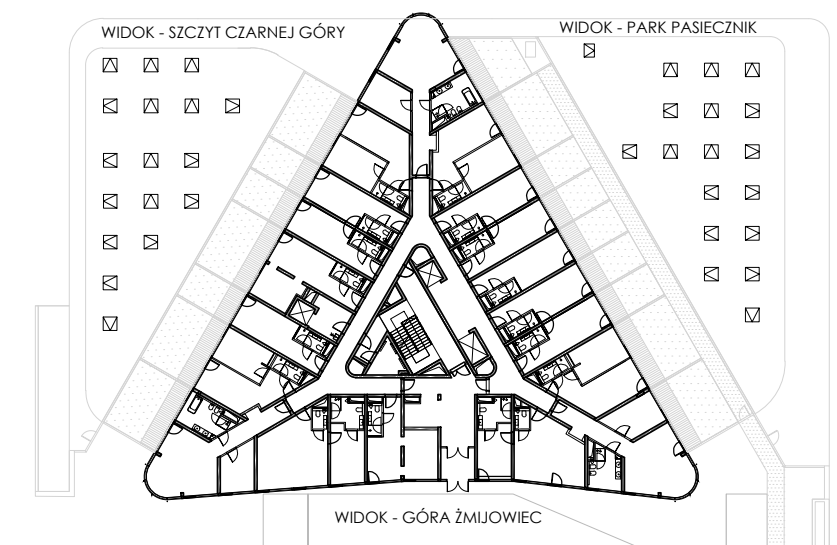 WIDOK - SZCZYT CZARNEJ GÓRY
WIDOK - PARK PASIECZNIK
WIDOK - GÓRA ŻMIJOWIEC